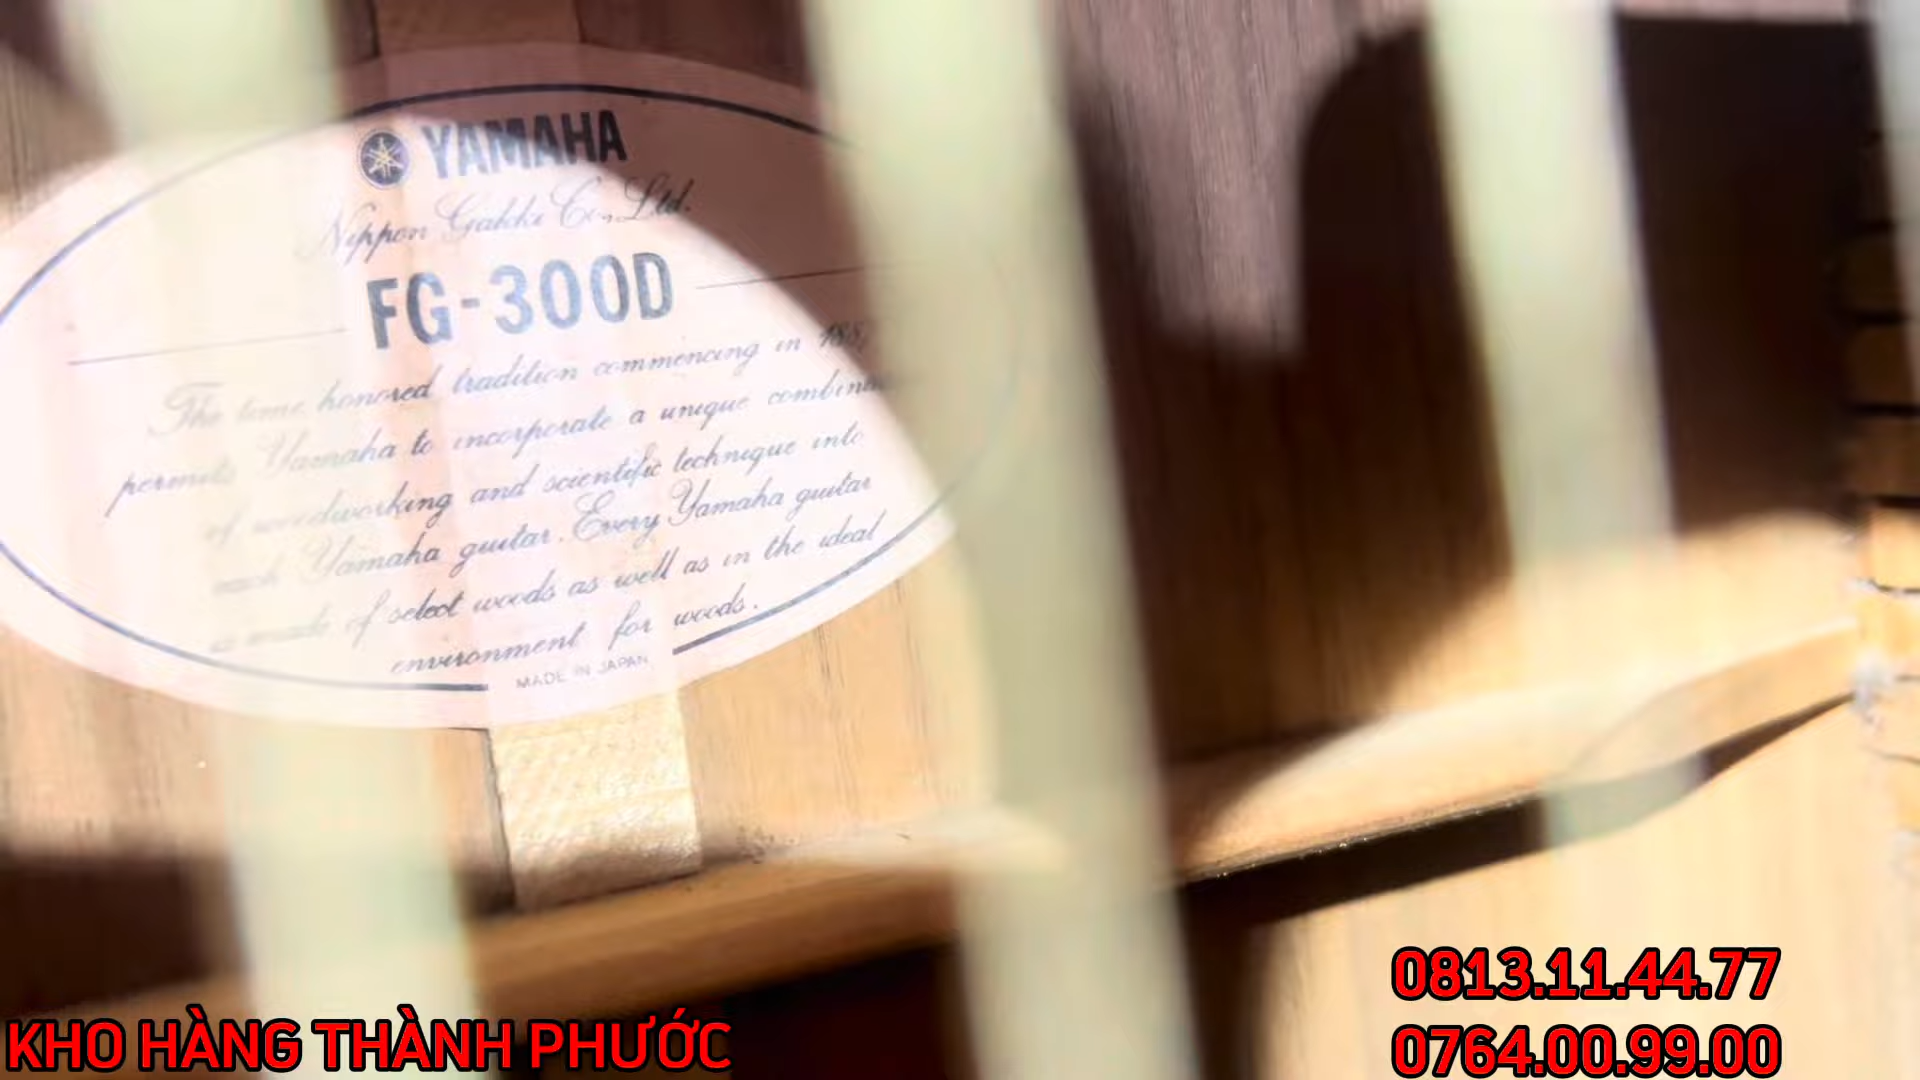 YAMAHA
Nippon Gakki Co., Ltd.
FG-300D
The time honored tradition commencing in 188
permits Yamaha to incorporate a unique
of woodworking and scientific technique into
each Yamaha guitar. Every Yamaha guitar
is made of select woods as well as in the ideal
environment for woods.
MADE IN JAPAN
KHO HÀNG THÀNH PHƯỚC
0813.11.44.77
0764.00.99.00